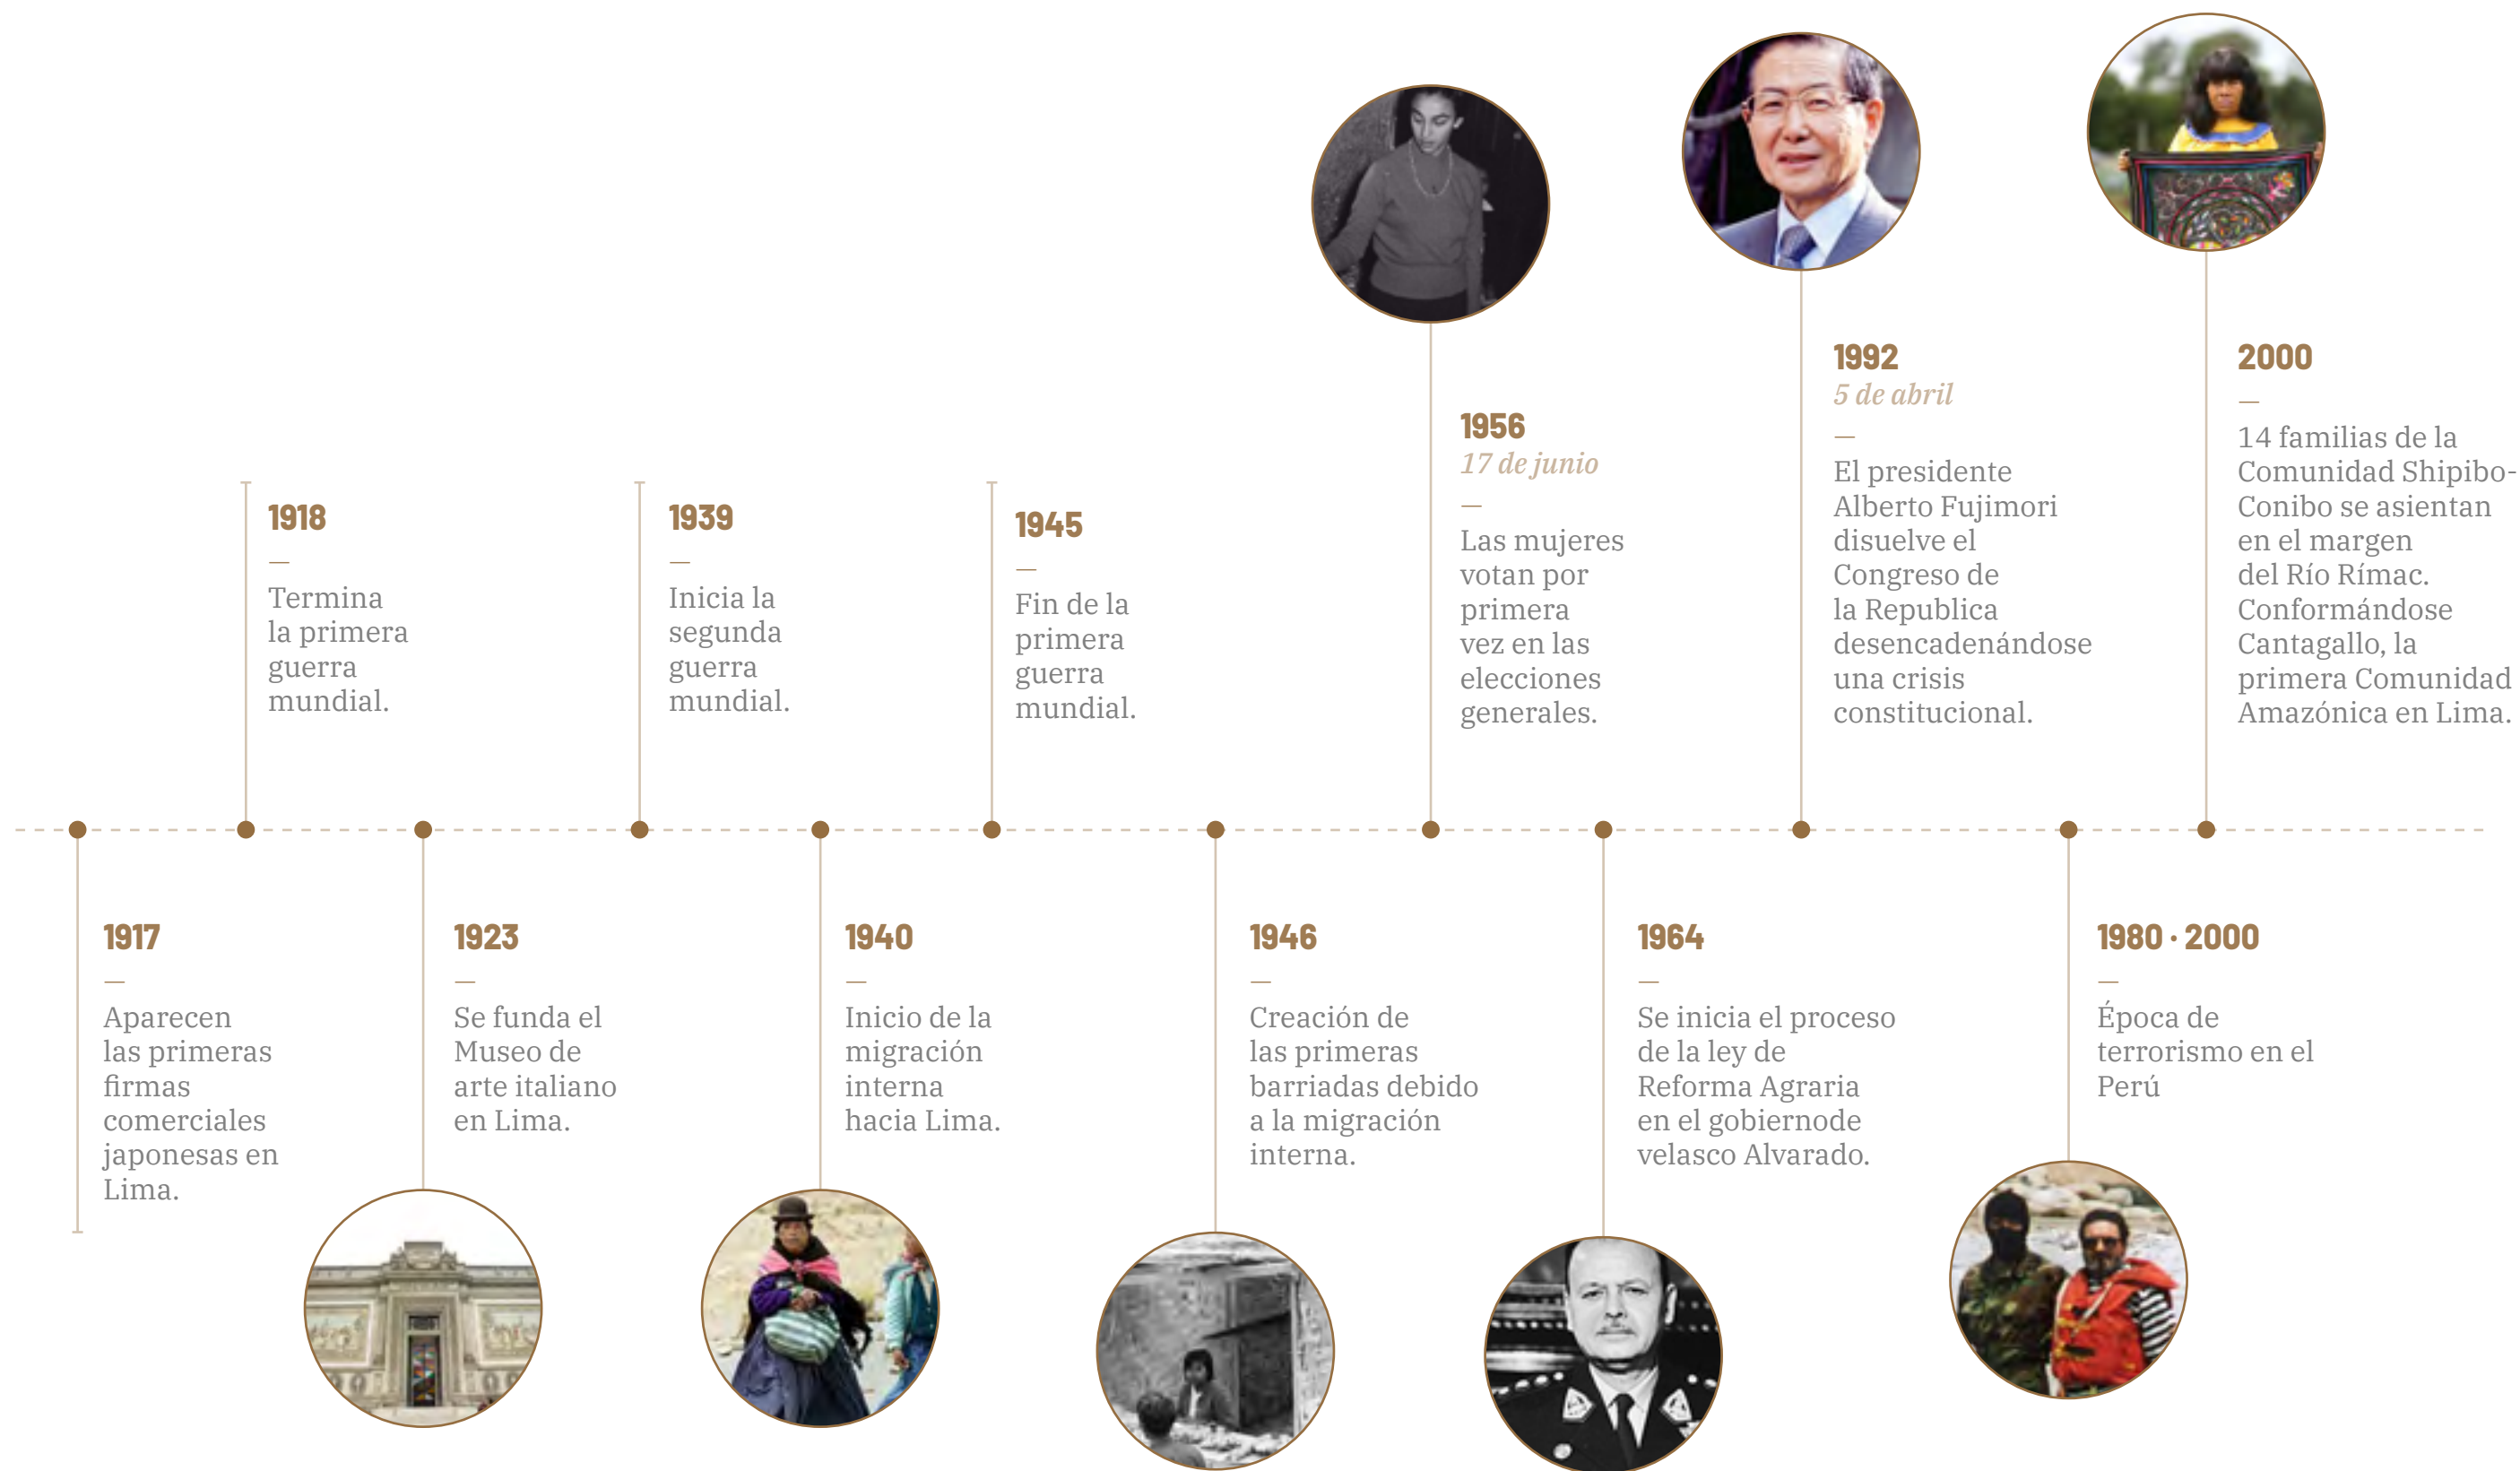 1918
—
Termina
la primera
guerra
mundial.
1939
—
Inicia la
segunda
guerra
mundial.
1945
—
Fin de la
primera
guerra
mundial.
1956
17 de junio
—
Las mujeres
votan por
primera
vez en las
elecciones
generales.
1992
5 de abril
—
El presidente
Alberto Fujimori
disuelve el
Congreso de
la Republica
desencadenándose
una crisis
constitucional.
2000
—
14 familias de la
Comunidad Shipibo-
Conibo se asientan
en el margen
del Río Rímac.
Conformándose
Cantagallo, la
primera Comunidad
Amazónica en Lima.
1917
—
Aparecen
las primeras
firmas
comerciales
japonesas en
Lima.
1923
—
Se funda el
Museo de
arte italiano
en Lima.
1940
—
Inicio de la
migración
interna
hacia Lima.
1946
—
Creación de
las primeras
barriadas debido
a la migración
interna.
1964
—
Se inicia el proceso
de la ley de
Reforma Agraria
en el gobiernode
velasco Alvarado.
1980 · 2000
—
Época de
terrorismo en el
Perú